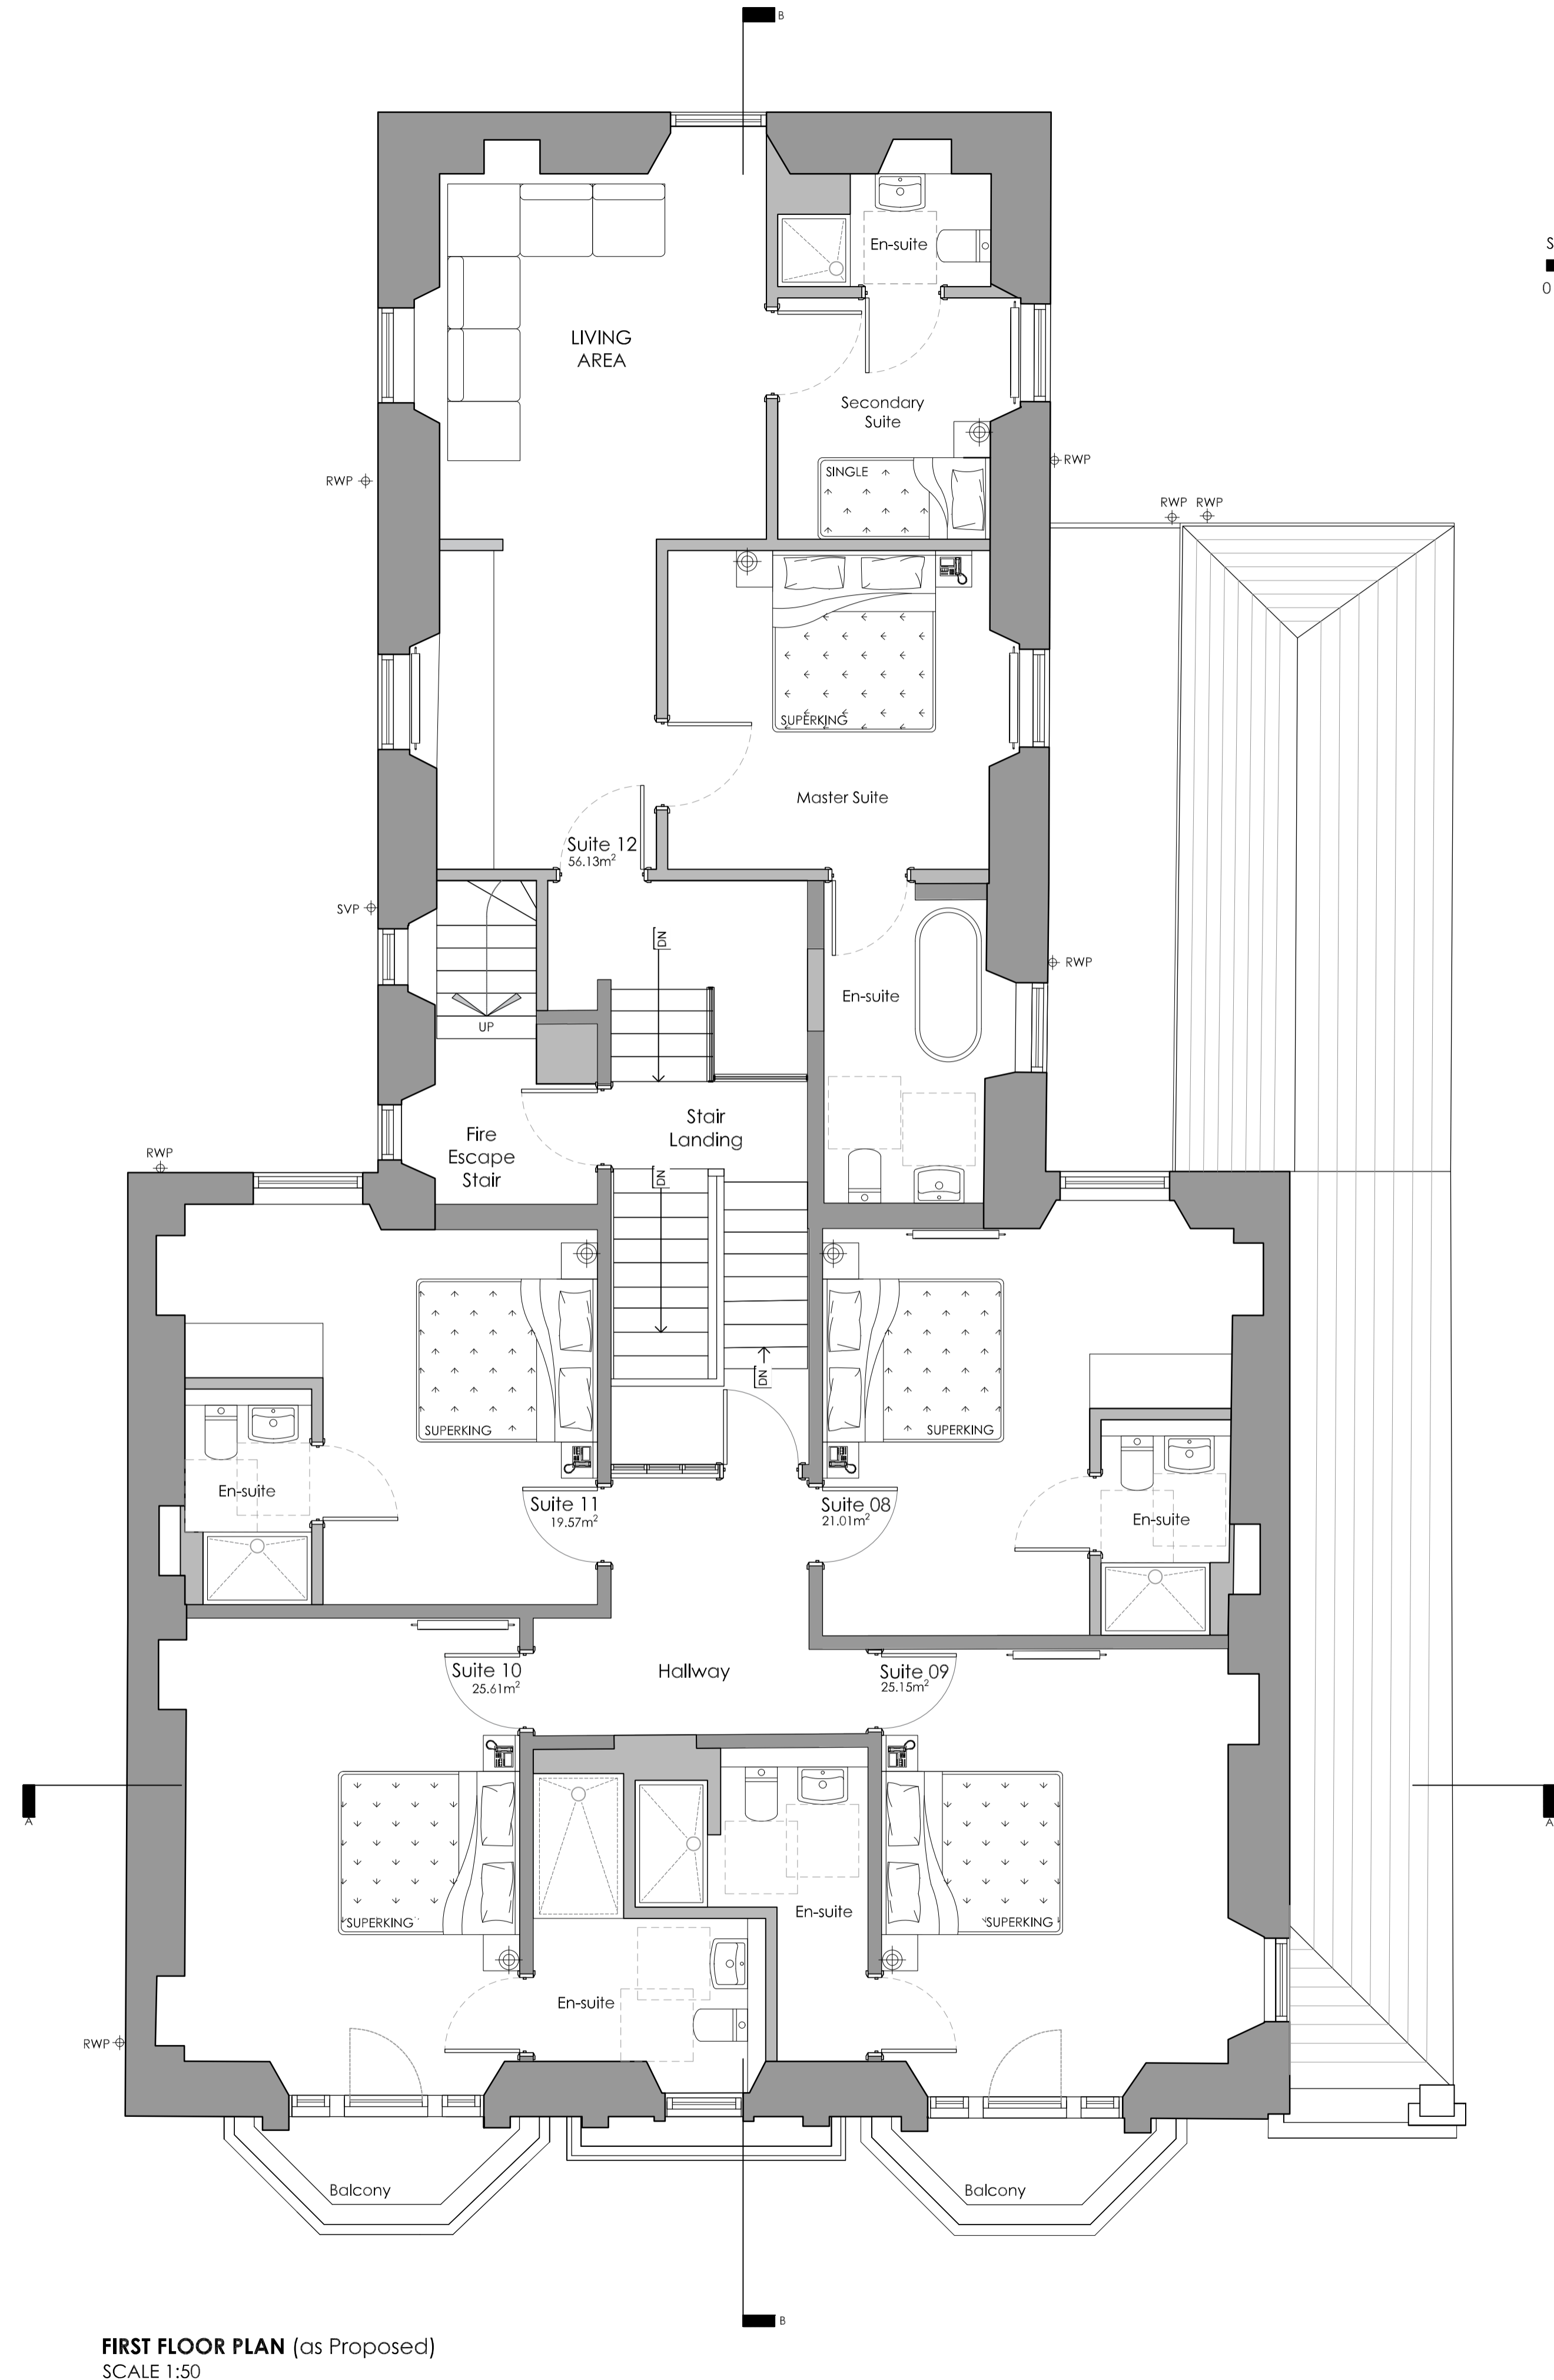 B
S
0
En-suite
LIVING
AREA
Secondary
Suite
SINGLE
RWP
RWP
RWP RWP
SUPERKING
Master Suite
Suite 12
56.13m²
SVP
DN
RWP
En-suite
UP
Stair
Landing
Fire
Escape
Stair
RWP
DN
DN
SUPERKING
SUPERKING
En-suite
Suite 11
19.57m²
Suite 08
21.01m²
En-suite
Suite 10
25.61m²
Hallway
Suite 09
25.15m²
A
A
SUPERKING
En-suite
SUPERKING
En-suite
RWP
Balcony
Balcony
B
FIRST FLOOR PLAN (as Proposed)
SCALE 1:50